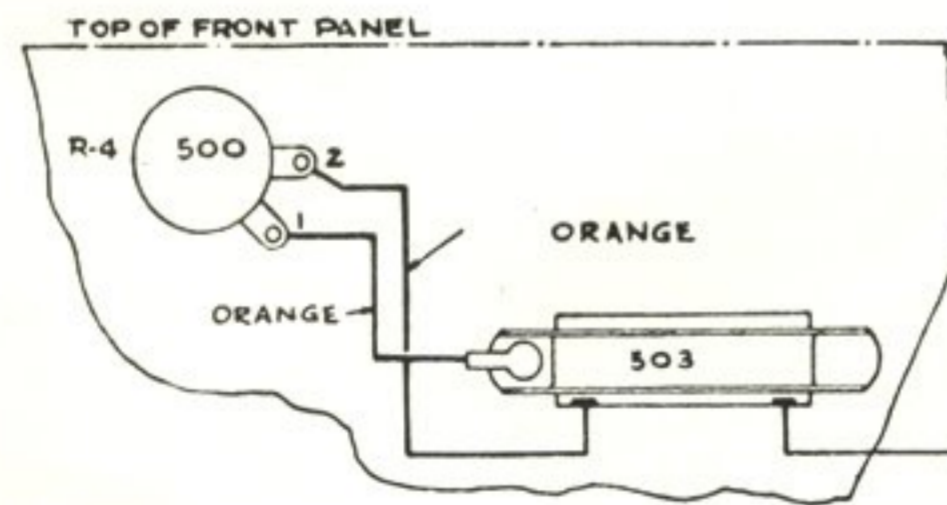 TOP OF FRONT PANEL
R-4 500 2
1
ORANGE
ORANGE
503